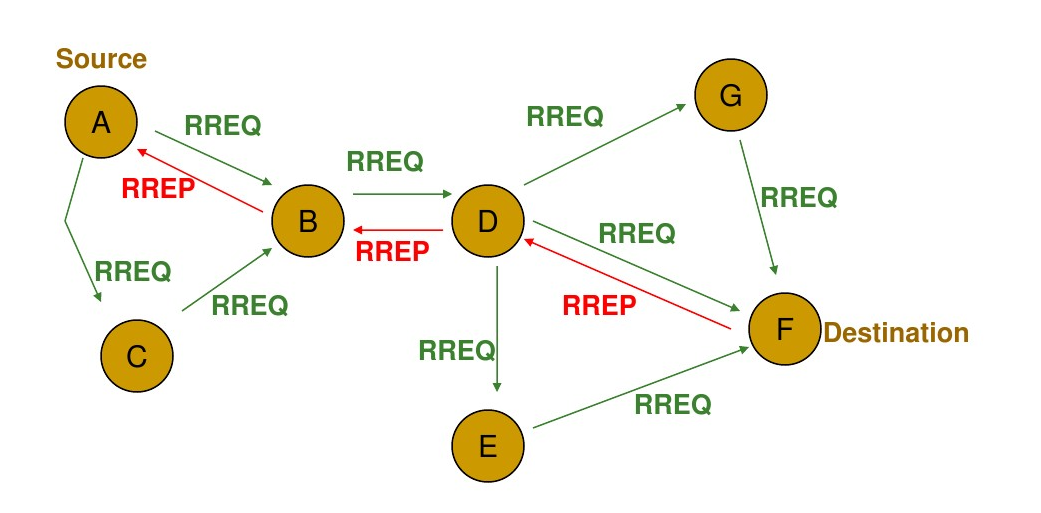 Source
A
G
RREQ
RREQ
RREQ
RREP
RREQ
B
D
RREQ
RREP
RREQ
RREQ
RREP
F
Destination
RREQ
C
E
RREQ